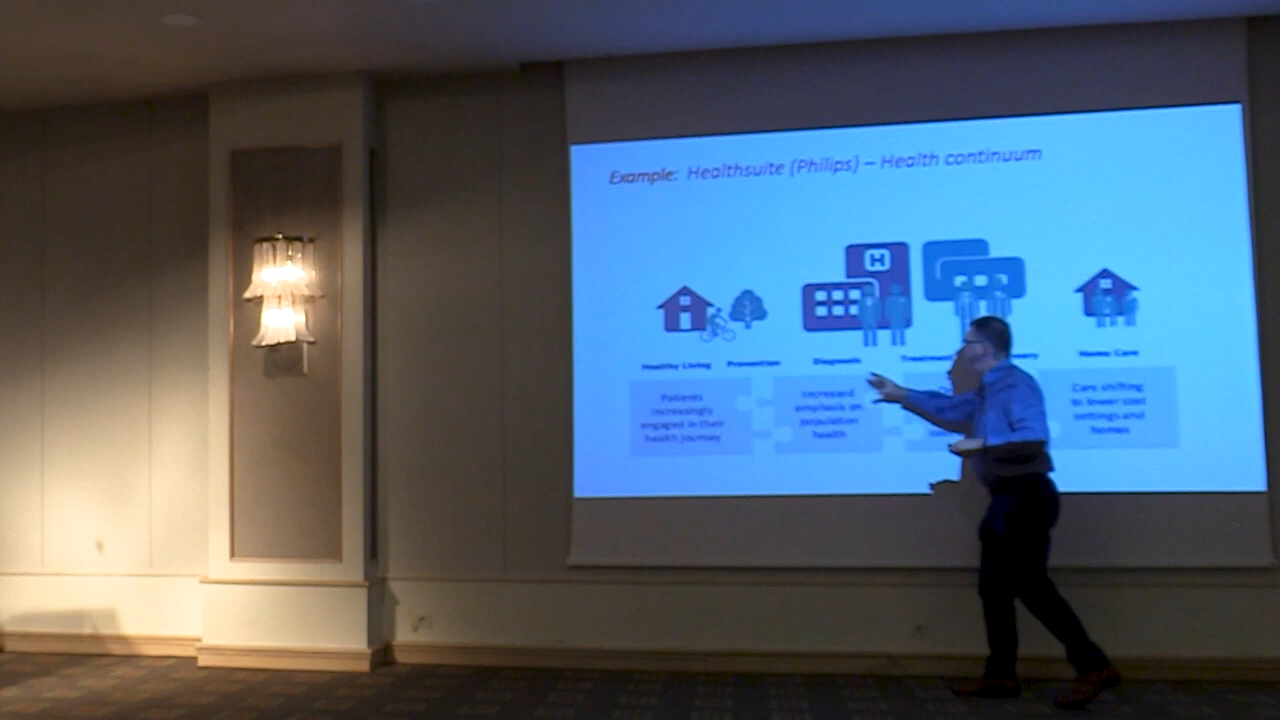 Example: Healthsuite (Philips) – Health continuum
H
Healthy Living Prevention Diagnosis Treatment Home Care
Patients
increasingly
engaged in their
health journey
Increased
emphasis on
population
health
Care shifting
to lower cost
settings and
homes